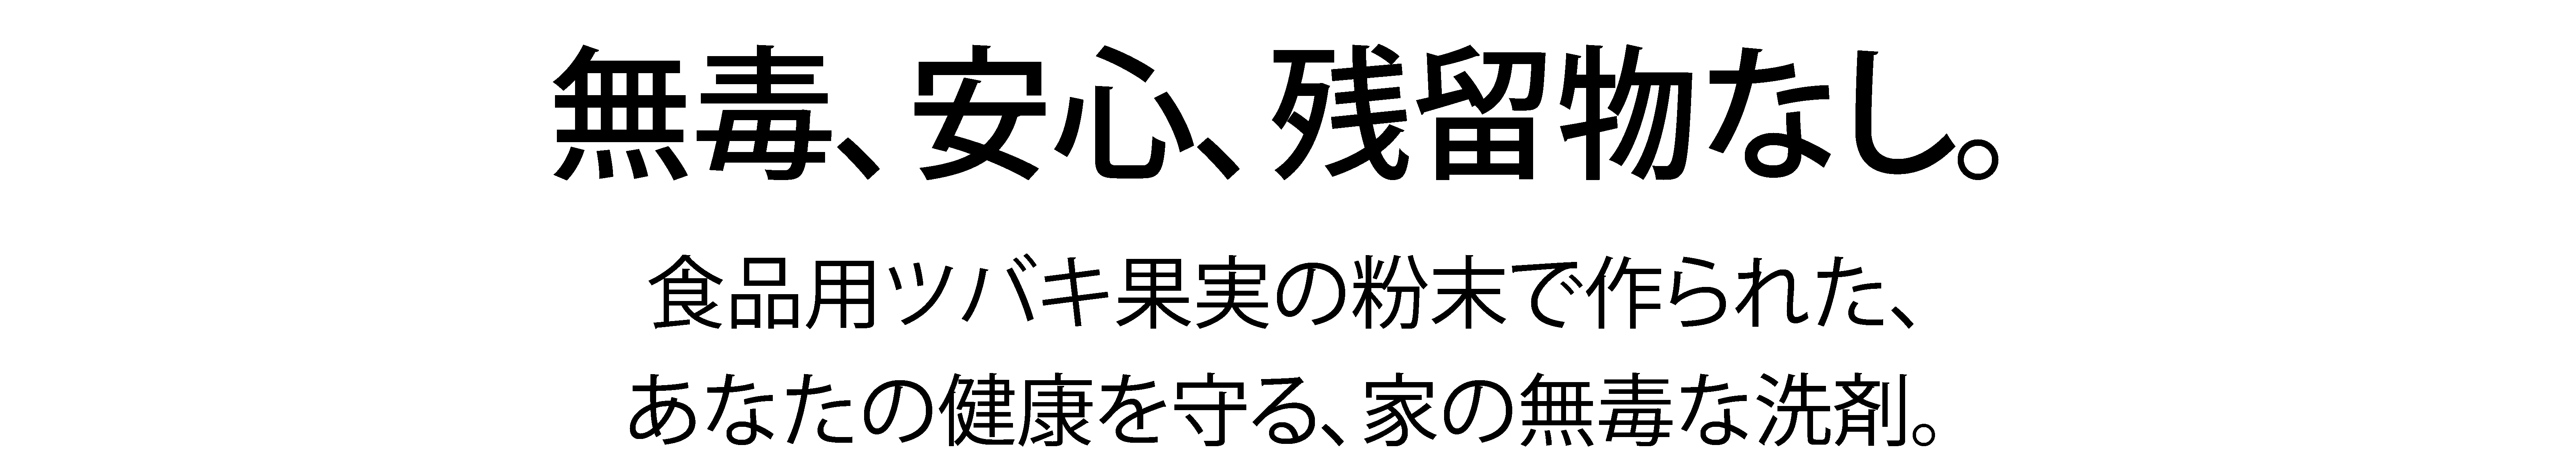 無毒、安心、残留物なし。
食品用ツバキ果実の粉末で作られた、
あなたの健康を守る、家の無毒な洗剤。